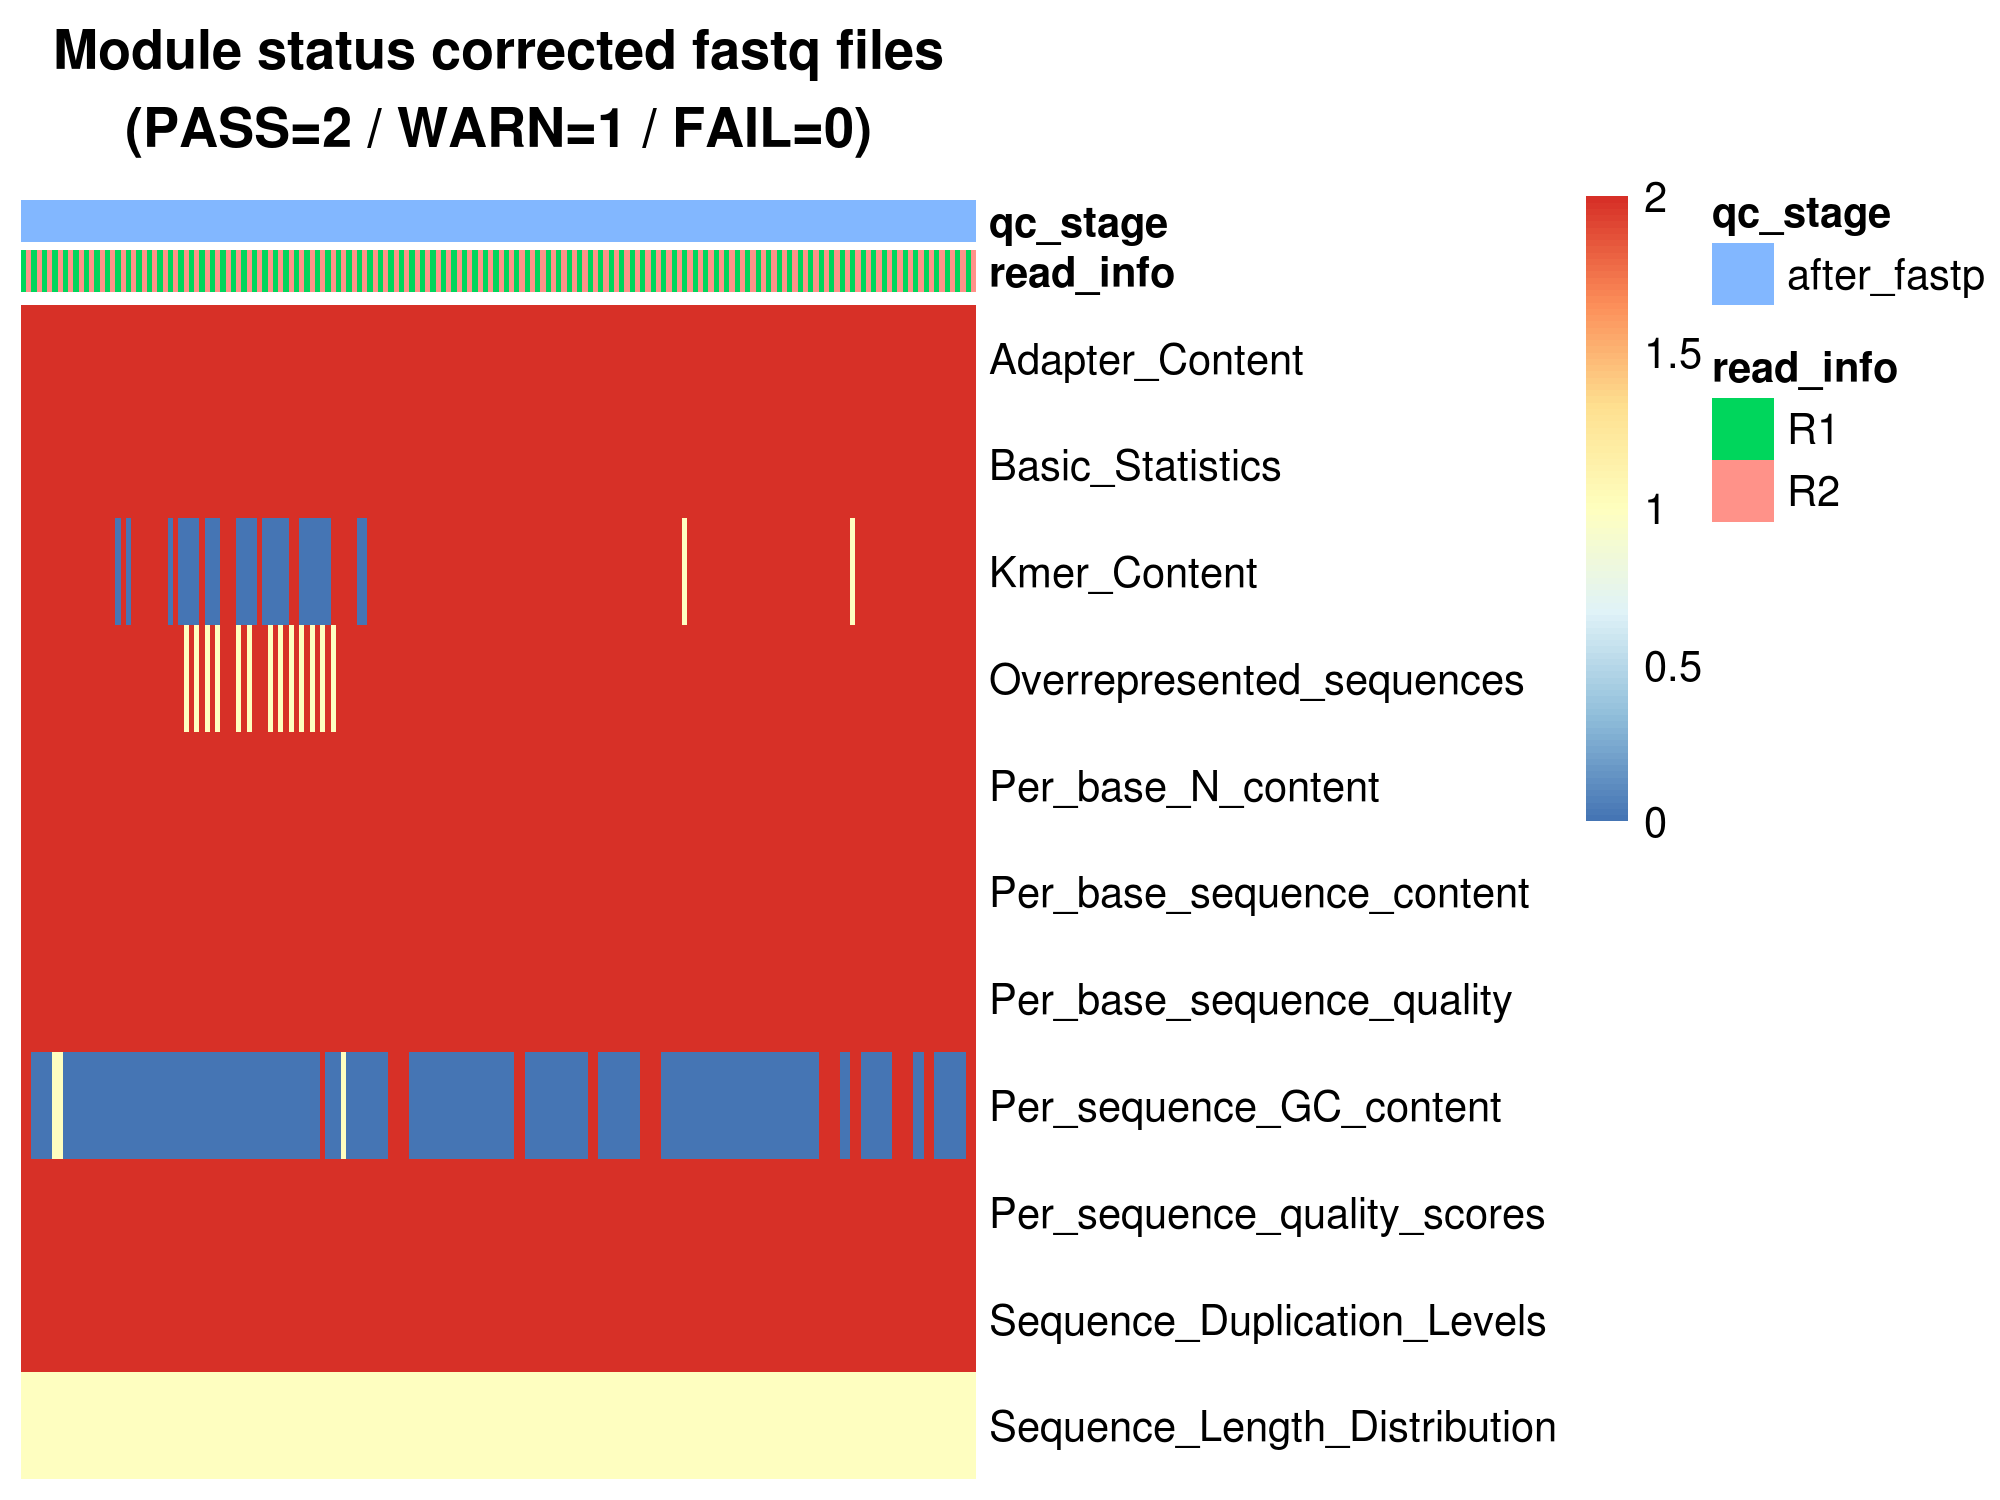 Module status corrected fastq files
(PASS=2 / WARN=1 / FAIL=0)
qc_stage
read_info
Adapter_Content
Basic_Statistics
Kmer_Content
Overrepresented_sequences
Per_base_N_content
Per_base_sequence_content
Per_base_sequence_quality
Per_sequence_GC_content
Per_sequence_quality_scores
Sequence_Duplication_Levels
Sequence_Length_Distribution
2
1.5
1
0.5
0
qc_stage
after_fastp
read_info
R1
R2